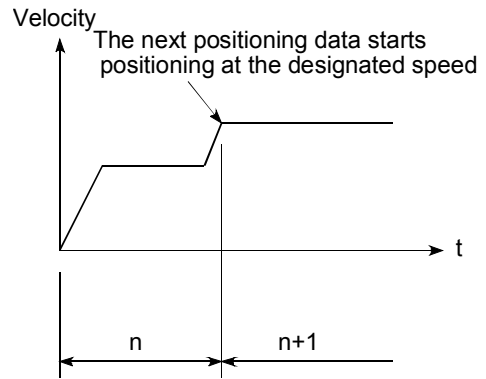 Velocity
The next positioning data starts
positioning at the designated speed
t
n
n+1